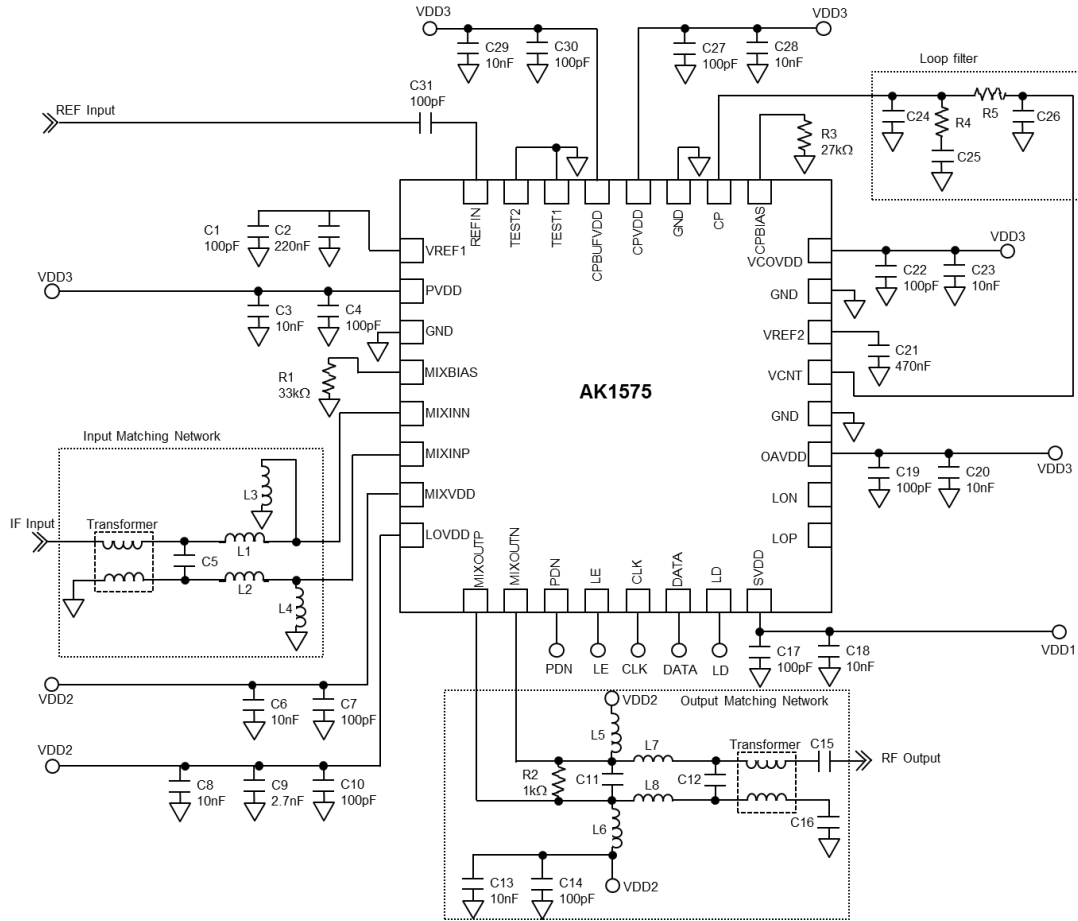 VDD3
C29
10nF
C30
100pF
C27
100pF
C28
10nF
VDD3
Loop filter
C31
100pF
REF Input
R3
27kΩ
C24
R4
R5
C26
C25
REFIN
TEST2
TEST1
CPBUFVDD
CPVDD
GND
CP
CPBIAS
C1
100pF
C2
220nF
VREF1
VCOVDD
VDD3
C22
100pF
C23
10nF
VDD3
PVDD
GND
C3
10nF
C4
100pF
GND
VREF2
C21
470nF
R1
33kΩ
MIXBIAS
VCNT
AK1575
MIXINN
GND
Input Matching Network
MIXINP
OAVDD
VDD3
C19
100pF
C20
10nF
L3
MIXVDD
LON
IF Input
Transformer
L1
C5
L2
L4
LOVDD
LOP
MIXOUTP
MIXOUTN
PDN
LE
CLK
DATA
LD
SVDD
PDN
LE
CLK
DATA
LD
C17
100pF
C18
10nF
VDD1
VDD2
C6
10nF
C7
100pF
VDD2
Output Matching Network
L5
L7
Transformer
C15
RF Output
VDD2
C8
10nF
C9
2.7nF
C10
100pF
R2
1kΩ
C11
C12
L8
C16
L6
C13
10nF
C14
100pF
VDD2